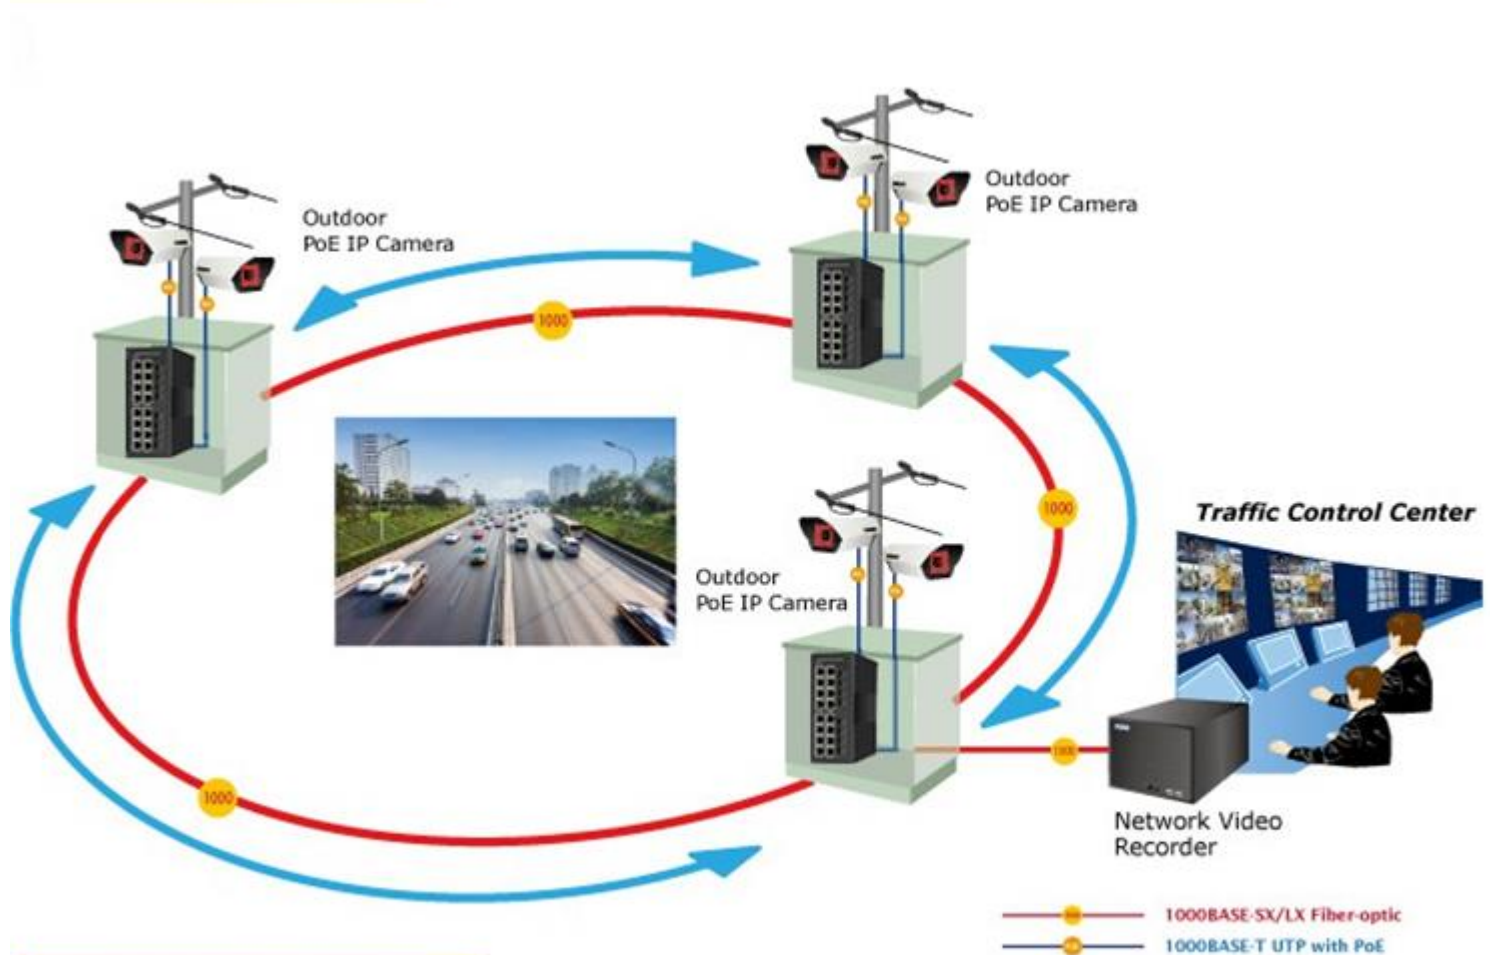 Outdoor
PoE IP Camera
Outdoor
PoE IP Camera
1000
1000
Traffic Control Center
Outdoor
PoE IP Camera
1000
Network Video
Recorder
1000BASE-SX/LX Fiber-optic
1000BASE-T UTP with PoE